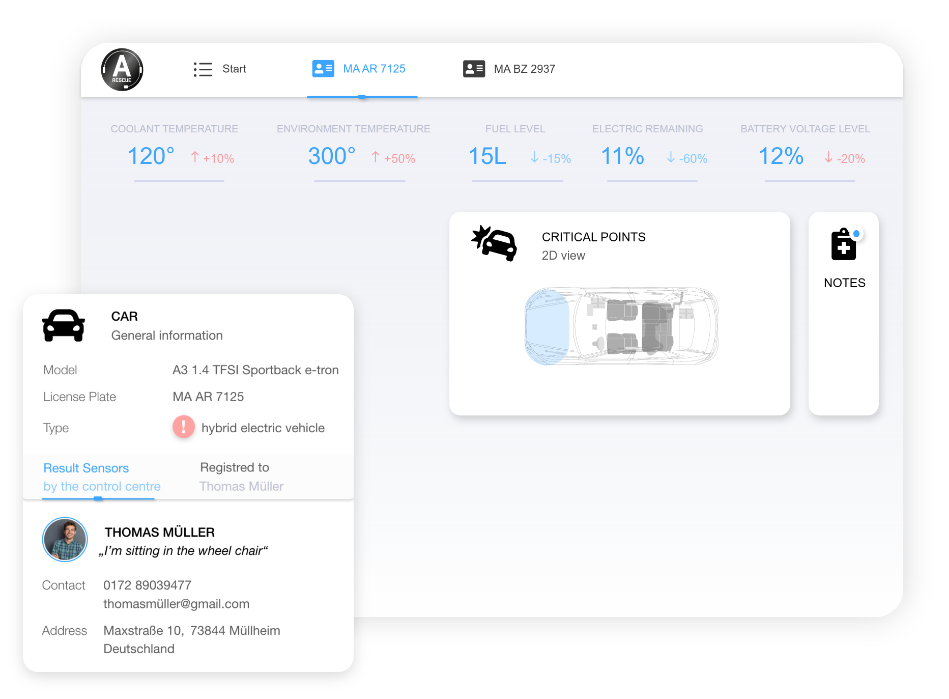 A
RESCUE
Start
MA AR 7125
MA BZ 2937
COOLANT TEMPERATURE
120° ↑ +10%
ENVIRONMENT TEMPERATURE
300° ↑ +50%
FUEL LEVEL
15L ↓ -15%
ELECTRIC REMAINING
11% ↓ -60%
BATTERY VOLTAGE LEVEL
12% ↓ -20%
CRITICAL POINTS
2D view
NOTES
CAR
General information
Model A3 1.4 TFSI Sportback e-tron
License Plate MA AR 7125
Type ! hybrid electric vehicle
Result Sensors
by the control centre
Registred to
Thomas Müller
THOMAS MÜLLER
„I’m sitting in the wheel chair“
Contact 0172 89039477
thomasmüller@gmail.com
Address Maxstraße 10, 73844 Müllheim
Deutschland